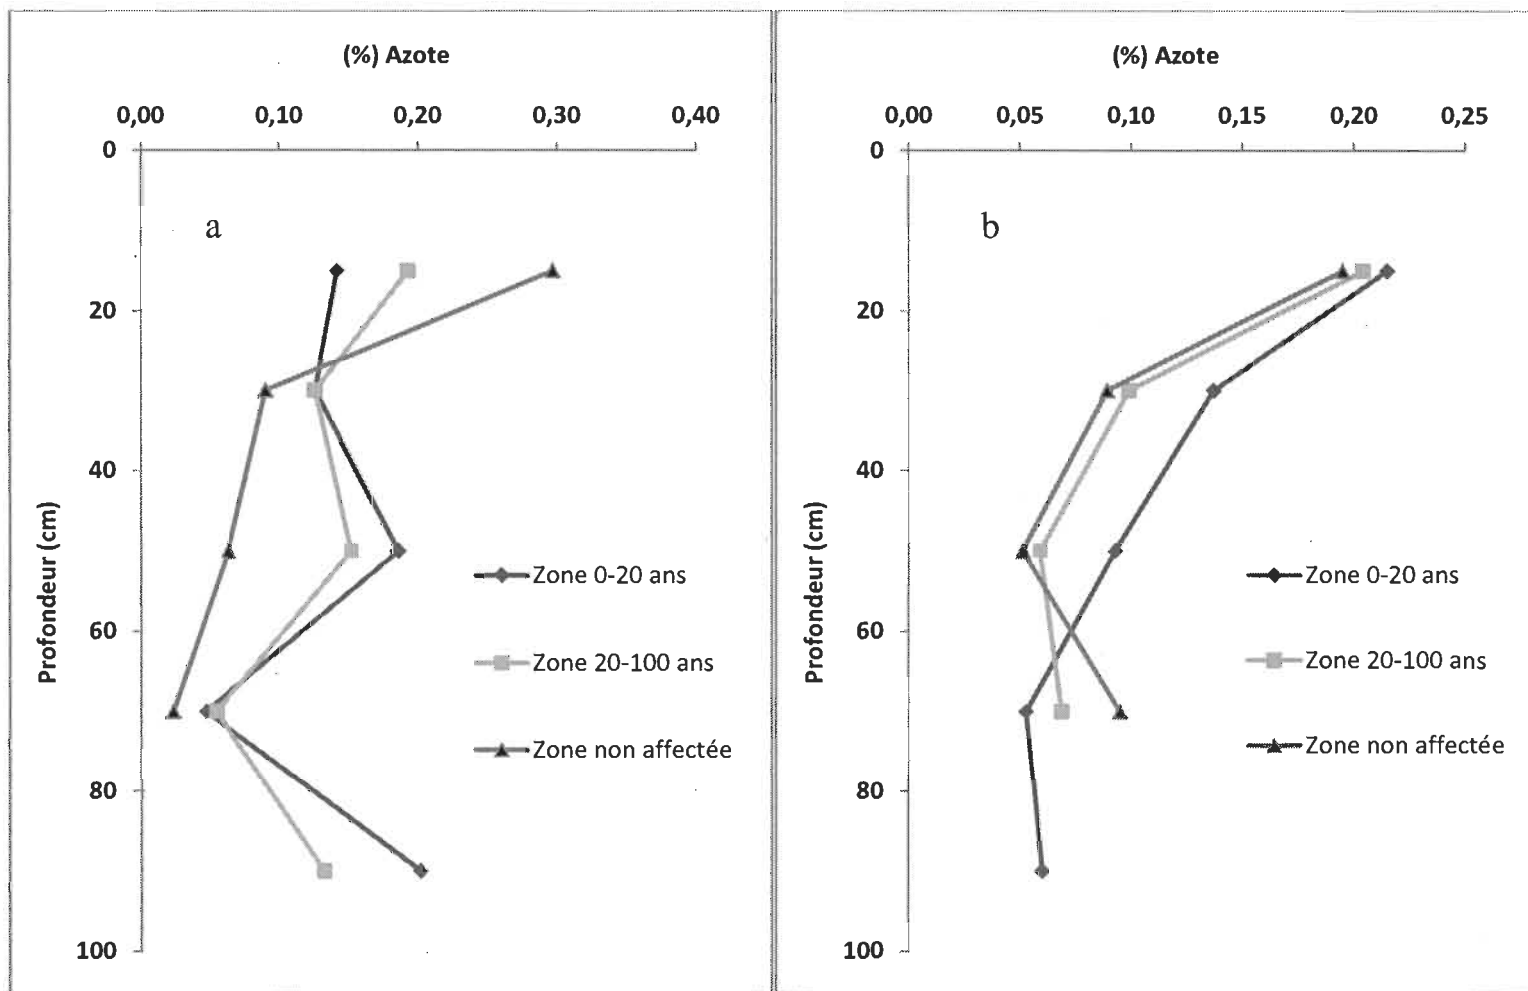 (%) Azote
0,00 0,10 0,20 0,30 0,40
0
20
40
60
80
100
Profondeur (cm)
a
Zone 0-20 ans
Zone 20-100 ans
Zone non affectée
(%) Azote
0,00 0,05 0,10 0,15 0,20 0,25
0
20
40
60
80
100
Profondeur (cm)
b
Zone 0-20 ans
Zone 20-100 ans
Zone non affectée